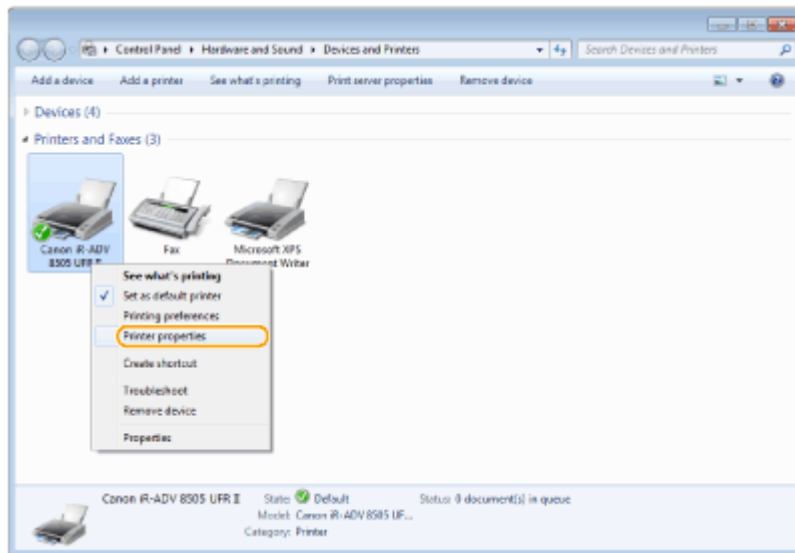 Control Panel ▸ Hardware and Sound ▸ Devices and Printers
Search Devices and Printers
Add a device Add a printer See what's printing Print server properties Remove device
Devices (4)
Printers and Faxes (3)
Canon iR-ADV Fax Microsoft XPS
8505 UFR II Document Writer
See what's printing
Set as default printer
Printing preferences
Printer properties
Create shortcut
Troubleshoot
Remove device
Properties
Canon iR-ADV 8505 UFR II State: Default Status: 0 document(s) in queue
Model: Canon iR-ADV 8505 UF...
Category: Printer